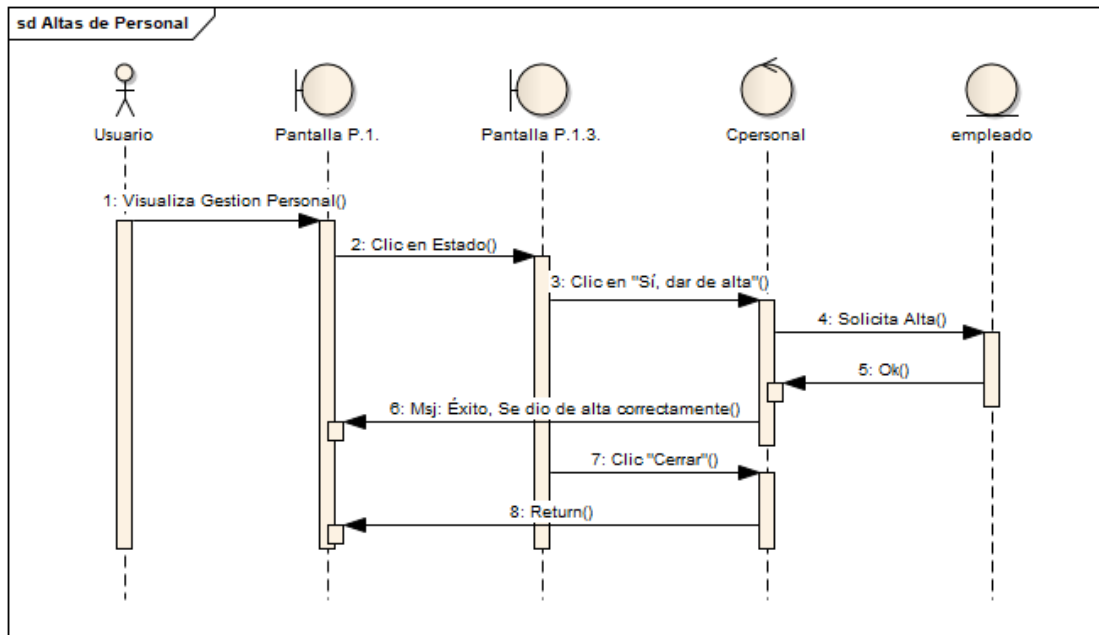 sd Altas de Personal
Usuario
Pantalla P.1.
Pantalla P.1.3.
Cpersonal
empleado
1: Visualiza Gestion Personal()
2: Clic en Estado()
3: Clic en "Sí, dar de alta"()
4: Solicita Alta()
5: Ok()
6: Msj: Éxito, Se dio de alta correctamente()
7: Clic "Cerrar"()
8: Return()